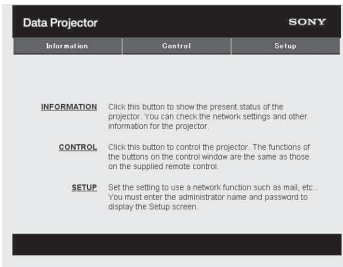 Data Projector SONY
Information Control Setup
INFORMATION Click this button to show the present status of the
projector. You can check the network settings and other
information for the projector.
CONTROL Click this button to control the projector. The functions of
the buttons on the control window are the same as those
on the supplied remote control.
SETUP Set the setting to use a network function such as mail, etc..
You must enter the administrator name and password to
display the Setup screen.